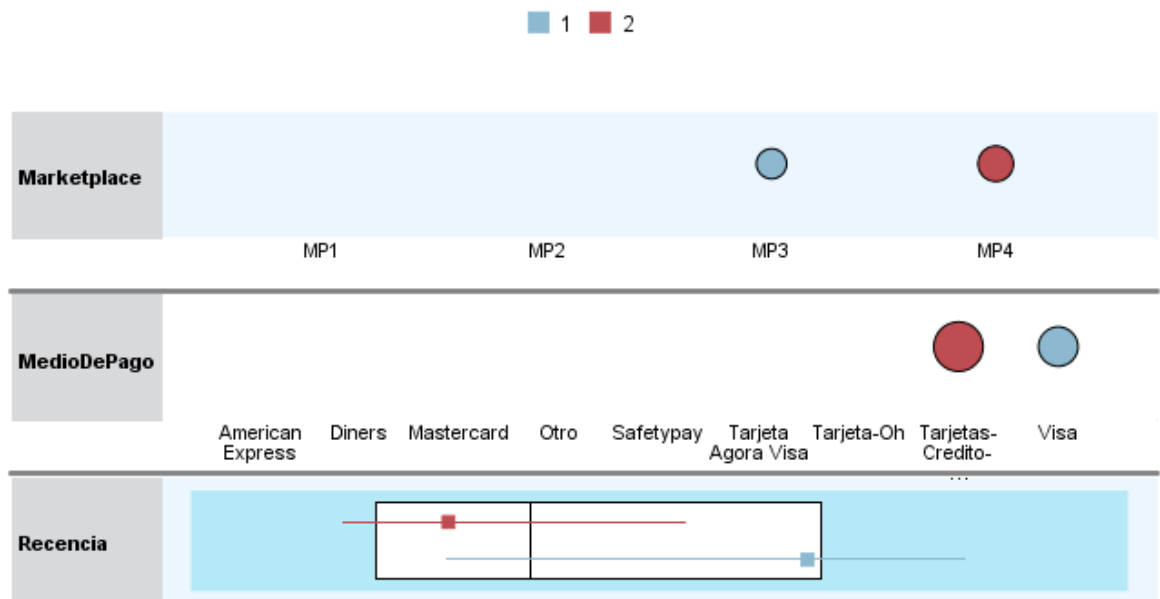 1 2
Marketplace
MP1 MP2 MP3 MP4
MedioDePago
American Express Diners Mastercard Otro Safetypay Tarjeta Agora Visa Tarjeta-Oh Tarjetas-Credito-... Visa
Recencia